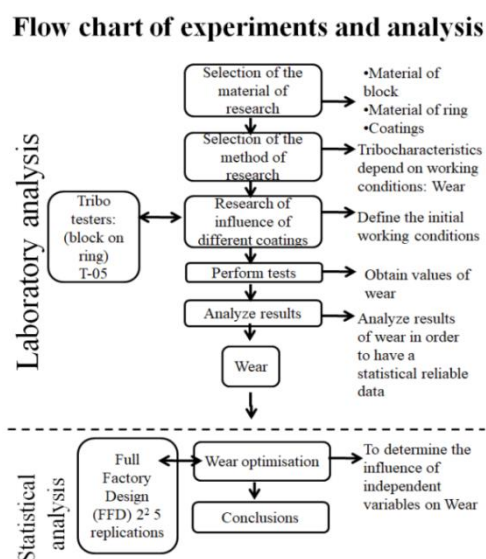 Flow chart of experiments and analysis
Laboratory analysis
Selection of the
material of
research
•Material of
block
•Material of ring
•Coatings
Selection of the
method of
research
Tribocharacteristics
depend on working
conditions: Wear
Tribo
testers:
(block on
ring)
T-05
Research of
influence of
different coatings
Define the initial
working conditions
Perform tests
Obtain values of
wear
Analyze results
Analyze results
of wear in order
to have a
statistical reliable
data
Wear
Statistical
analysis
Full
Factory
Design
(FFD) 2² 5
replications
Wear optimisation
To determine the
influence of
independent
variables on Wear
Conclusions